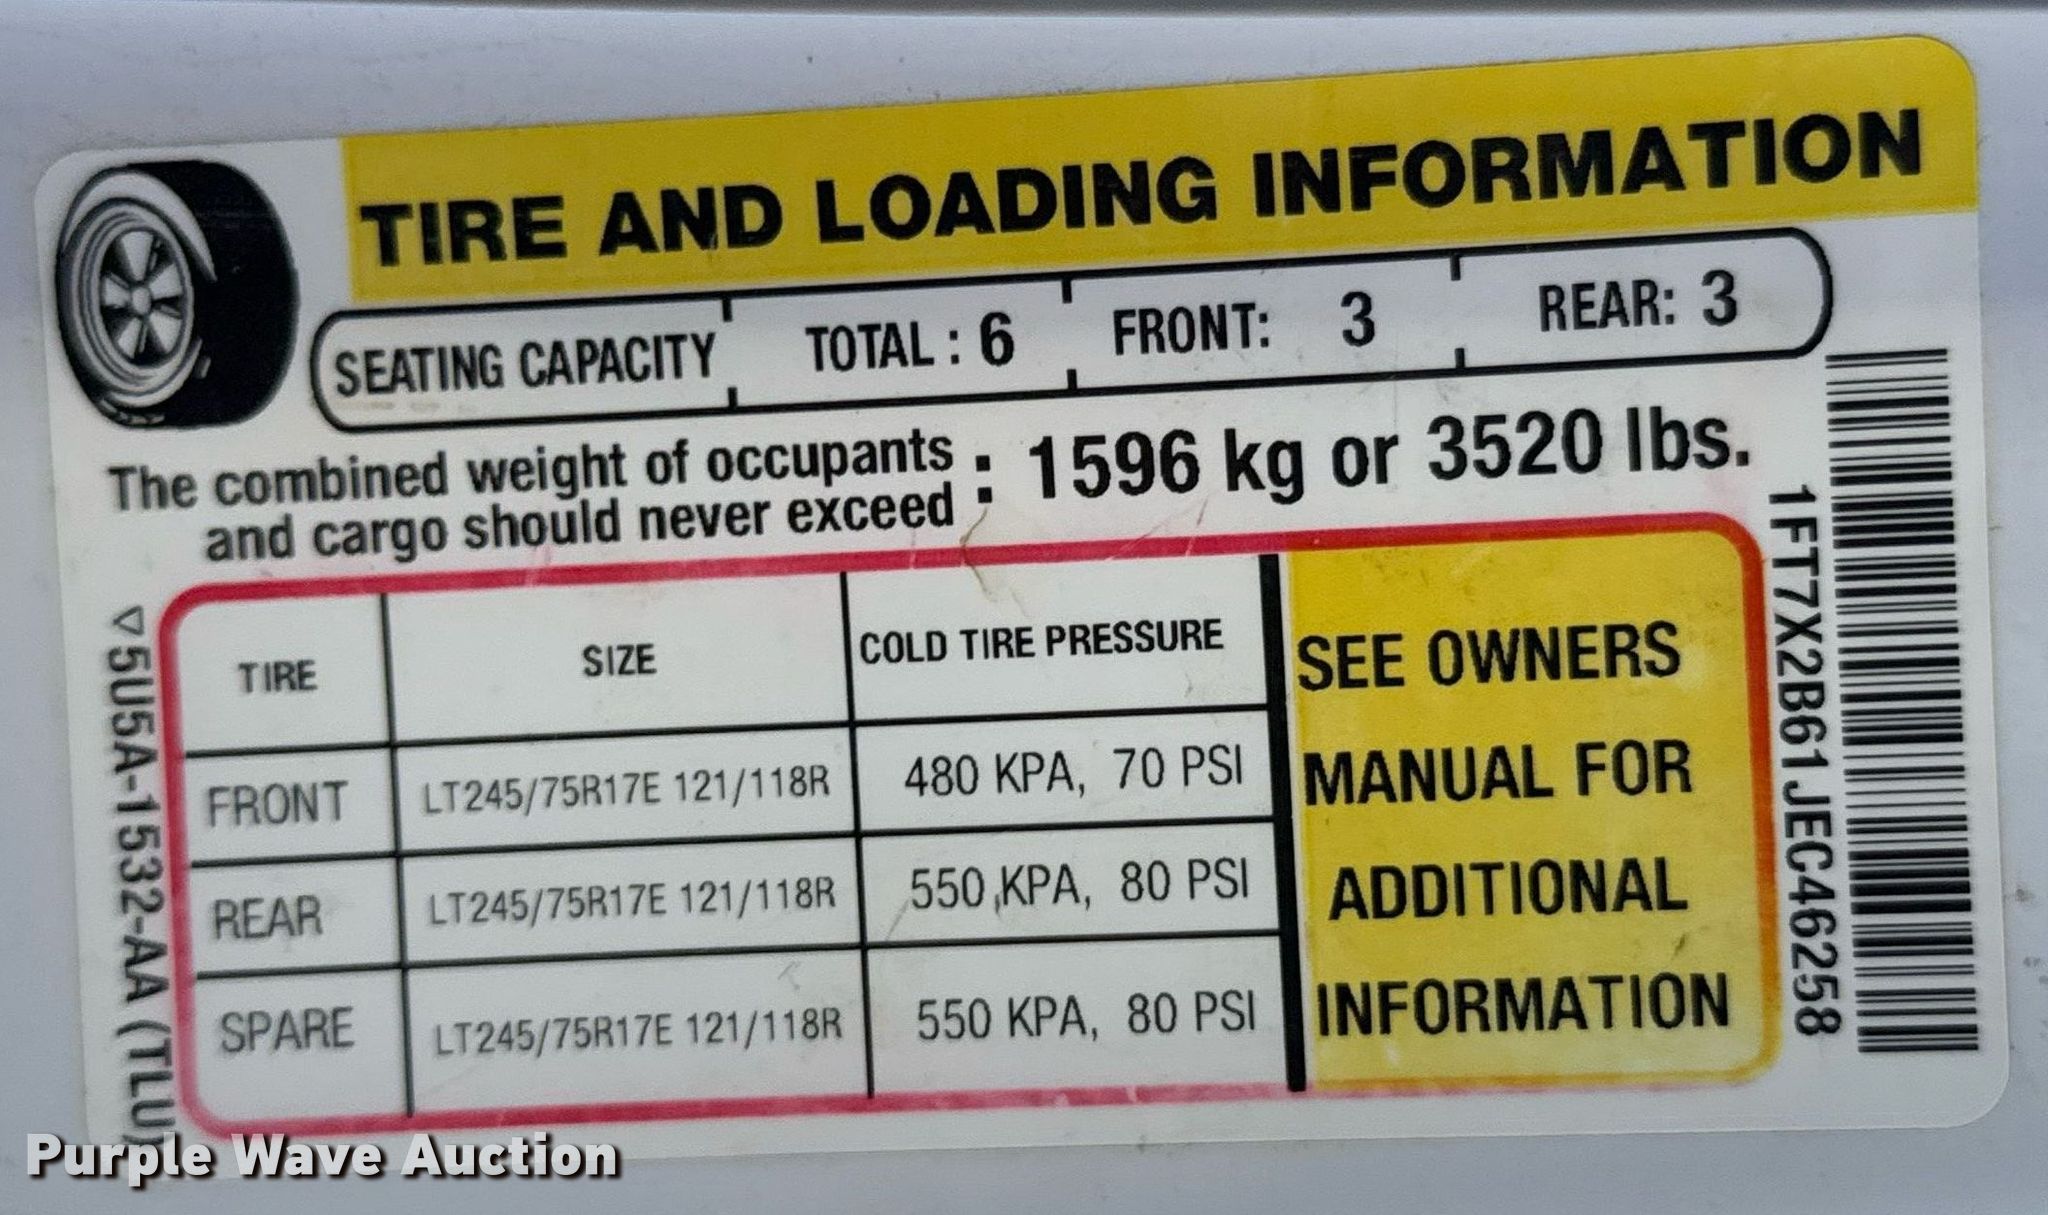 TIRE AND LOADING INFORMATION
SEATING CAPACITY TOTAL : 6 FRONT: 3 REAR: 3
The combined weight of occupants
and cargo should never exceed : 1596 kg or 3520 lbs.
TIRE SIZE COLD TIRE PRESSURE
FRONT LT245/75R17E 121/118R 480 KPA, 70 PSI
REAR LT245/75R17E 121/118R 550 KPA, 80 PSI
SPARE LT245/75R17E 121/118R 550 KPA, 80 PSI
SEE OWNERS
MANUAL FOR
ADDITIONAL
INFORMATION
▽5U5A-1532-AA (TLU)
1FT7X2B61JEC46258
Purple Wave Auction